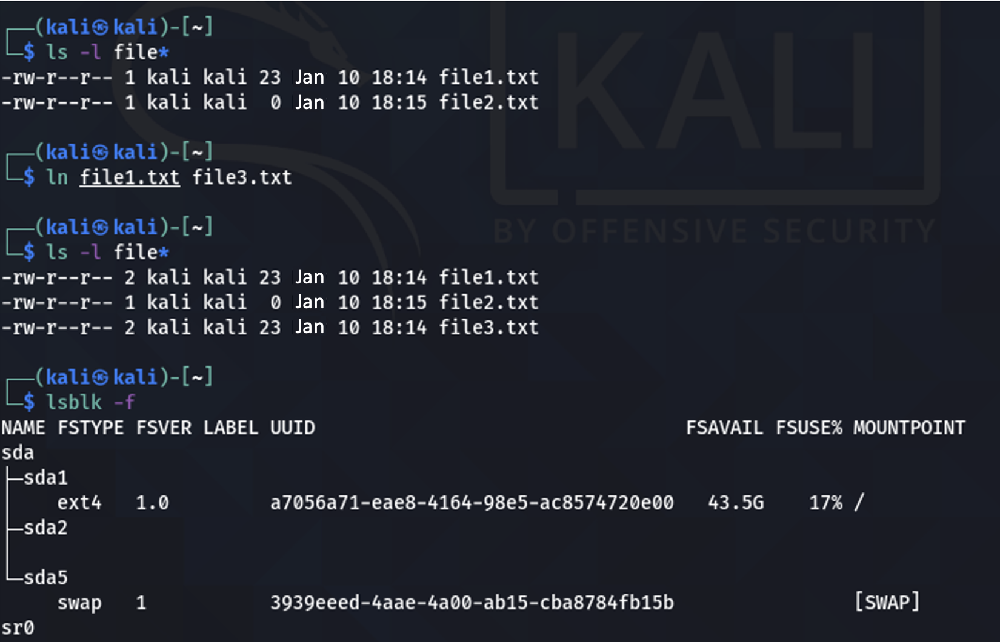 ┌──(kali㉿kali)-[~]
└─$ ls -l file*
-rw-r--r-- 1 kali kali 23 Jan 10 18:14 file1.txt
-rw-r--r-- 1 kali kali  0 Jan 10 18:15 file2.txt
┌──(kali㉿kali)-[~]
└─$ ln file1.txt file3.txt
┌──(kali㉿kali)-[~]
└─$ ls -l file*
-rw-r--r-- 2 kali kali 23 Jan 10 18:14 file1.txt
-rw-r--r-- 1 kali kali  0 Jan 10 18:15 file2.txt
-rw-r--r-- 2 kali kali 23 Jan 10 18:14 file3.txt
┌──(kali㉿kali)-[~]
└─$ lsblk -f
NAME FSTYPE FSVER LABEL UUID                                 FSAVAIL FSUSE% MOUNTPOINT
sda
├─sda1
│    ext4   1.0         a7056a71-eae8-4164-98e5-ac8574720e00   43.5G    17% /
├─sda2
│
└─sda5
     swap   1           3939eeed-4aae-4a00-ab15-cba8784fb15b                [SWAP]
sr0
KALI
BY OFFENSIVE SECURITY